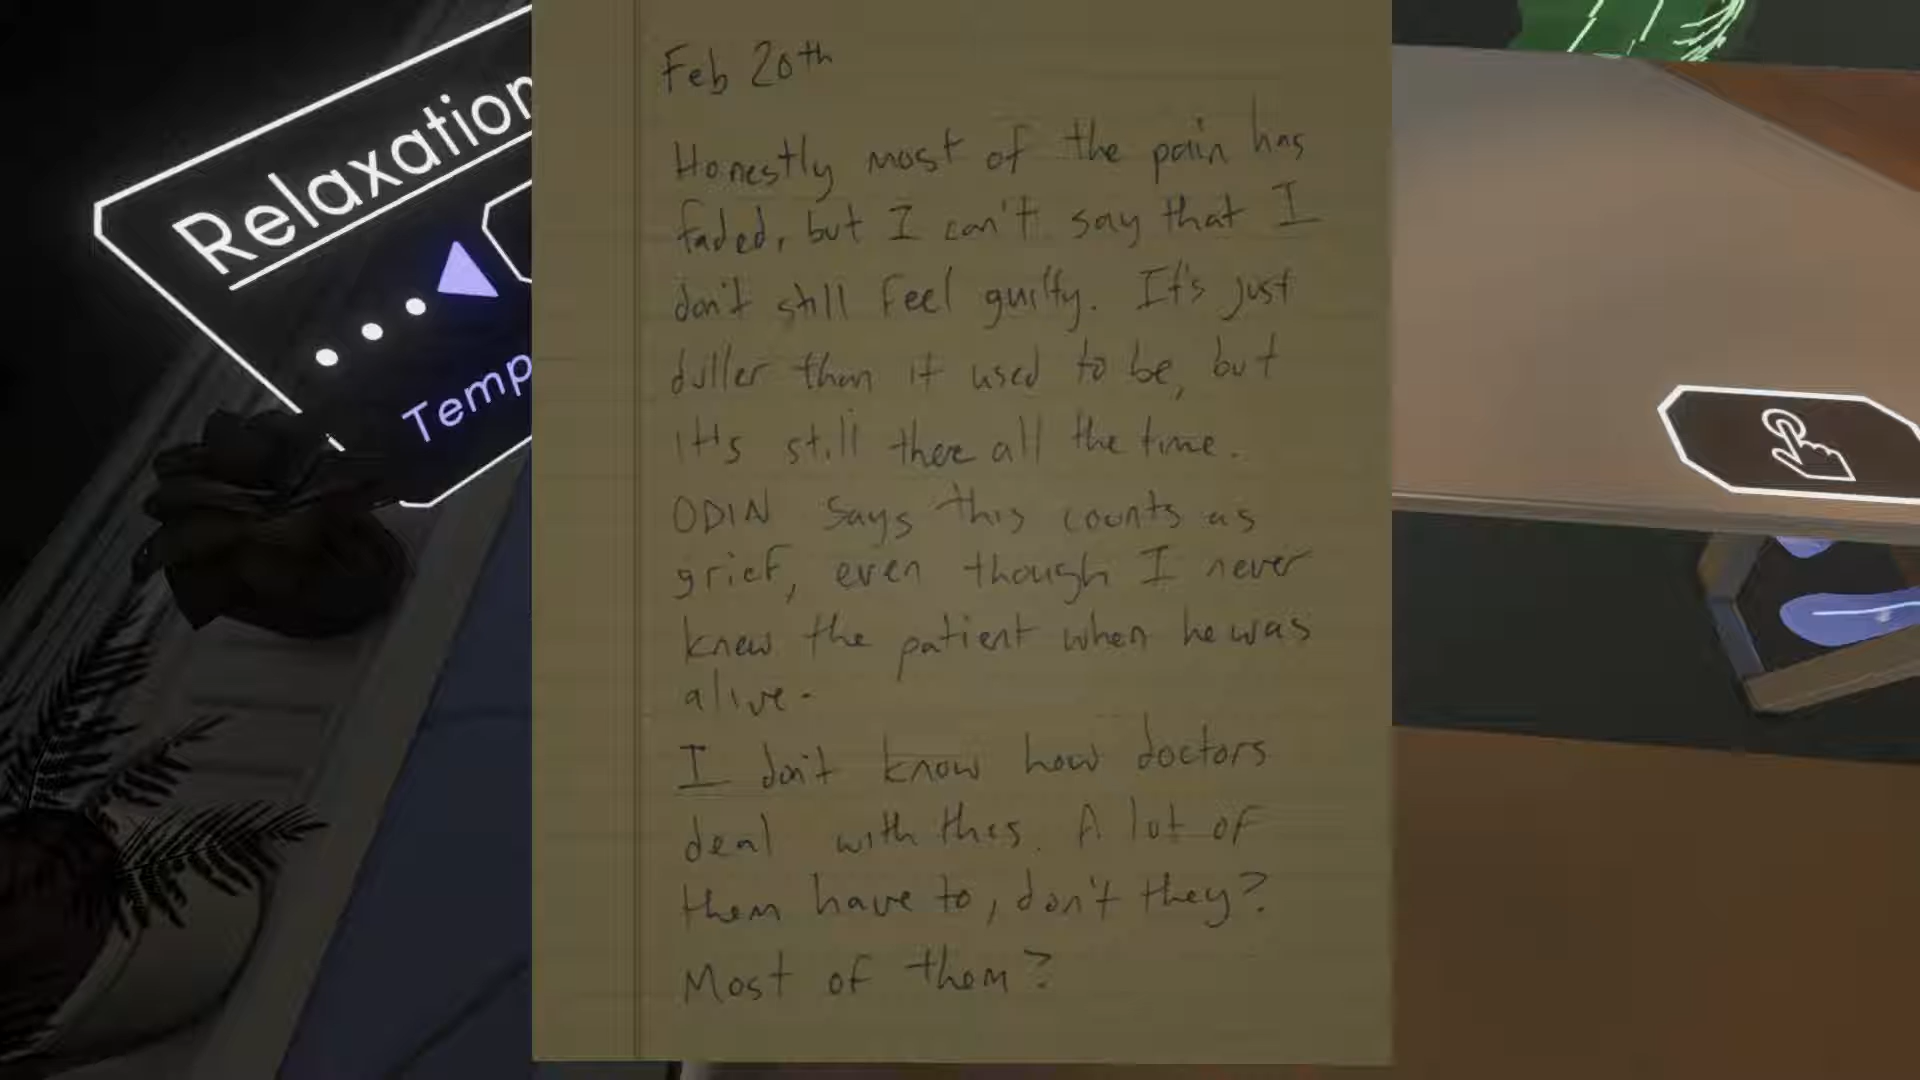 Relaxation
Temp
Feb 20th
Honestly most of the pain has
faded, but I can't say that I
don't still feel guilty. It's just
duller than it used to be, but
it's still there all the time.
ODIN says this counts as
grief, even though I never
knew the patient when he was
alive.
I don't know how doctors
deal with this. A lot of
them have to, don't they?
Most of them?